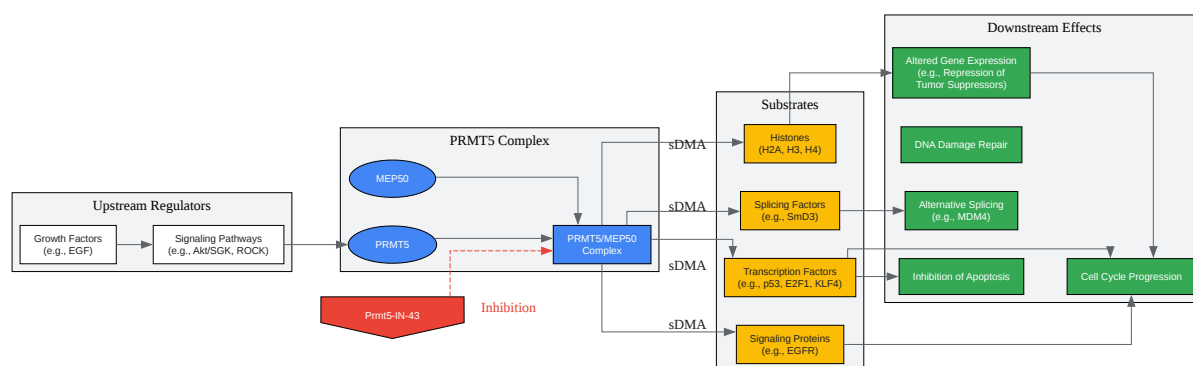 Upstream Regulators
Growth Factors
(e.g., EGF)
Signaling Pathways
(e.g., Akt/SGK, ROCK)
PRMT5 Complex
MEP50
PRMT5
PRMT5/MEP50
Complex
Prmt5-IN-43
Inhibition
sDMA
sDMA
sDMA
sDMA
Substrates
Histones
(H2A, H3, H4)
Splicing Factors
(e.g., SmD3)
Transcription Factors
(e.g., p53, E2F1, KLF4)
Signaling Proteins
(e.g., EGFR)
Downstream Effects
Altered Gene Expression
(e.g., Repression of
Tumor Suppressors)
DNA Damage Repair
Alternative Splicing
(e.g., MDM4)
Inhibition of Apoptosis
Cell Cycle Progression